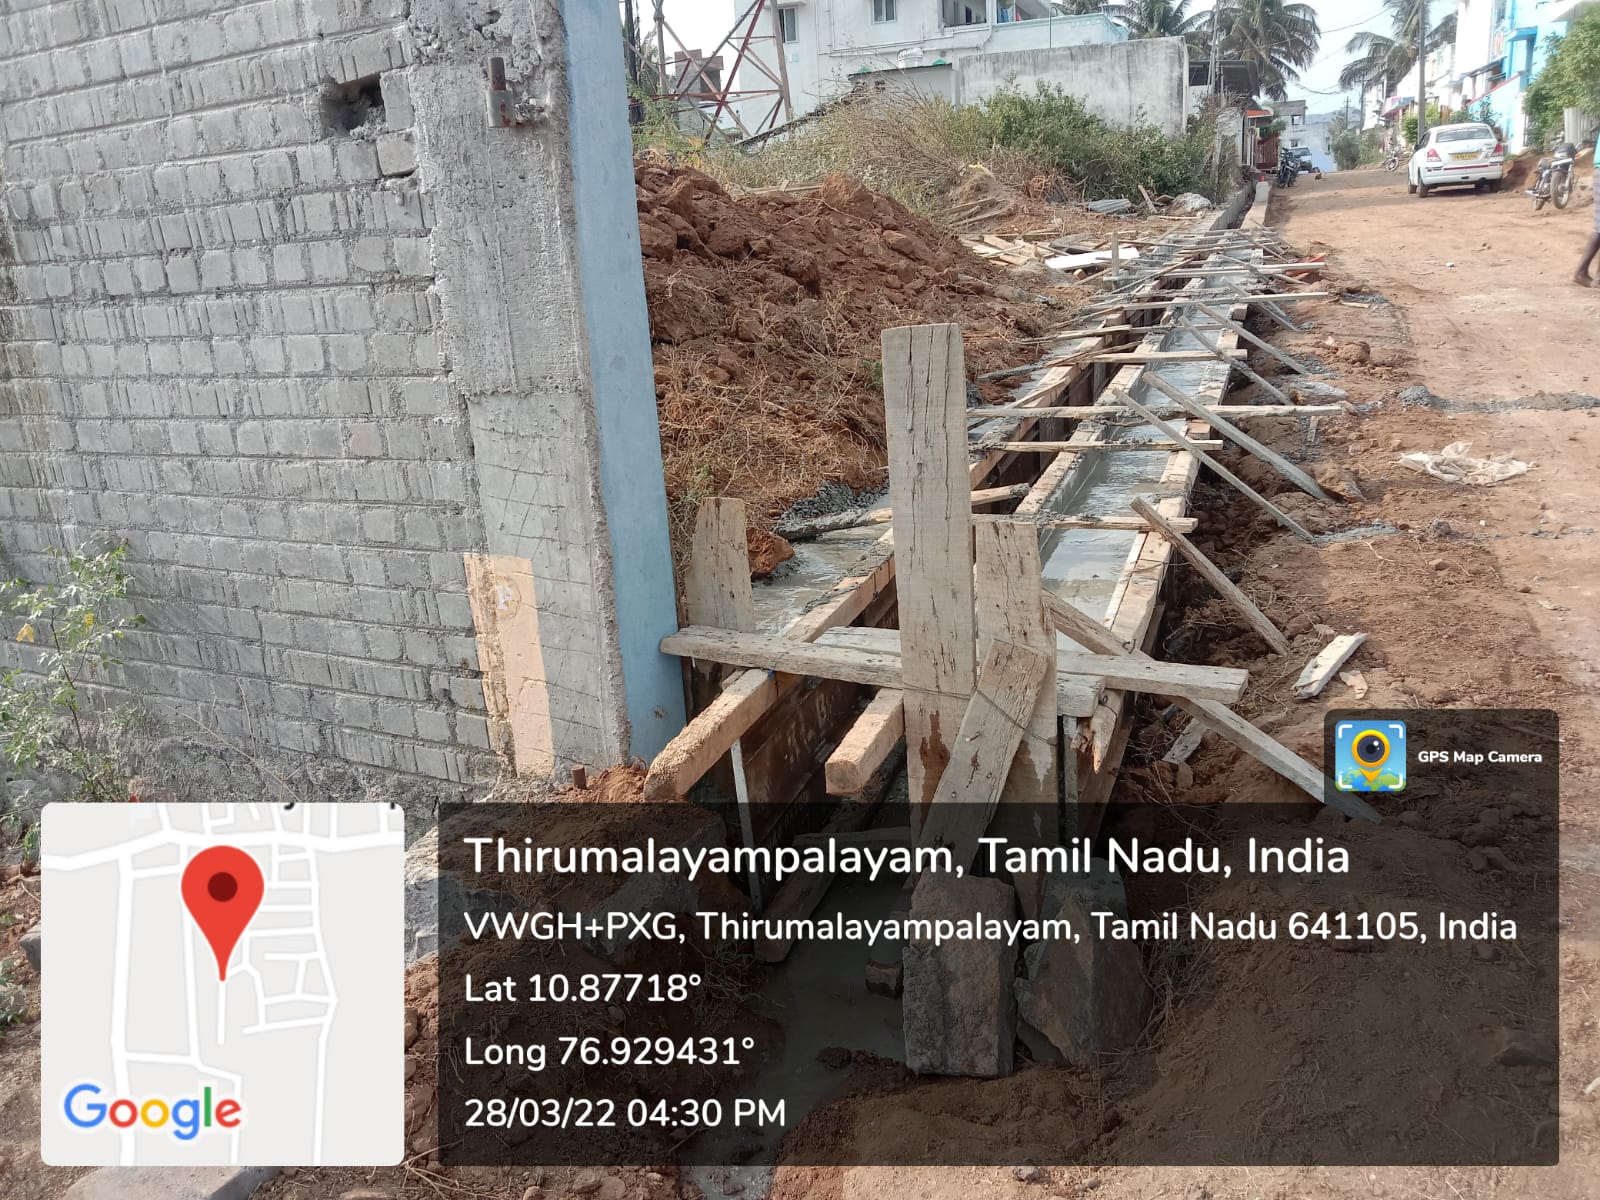 P
GPS Map Camera
Thirumalayampalayam, Tamil Nadu, India
VWGH+PXG, Thirumalayampalayam, Tamil Nadu 641105, India
Lat 10.87718°
Long 76.929431°
28/03/22 04:30 PM
Google